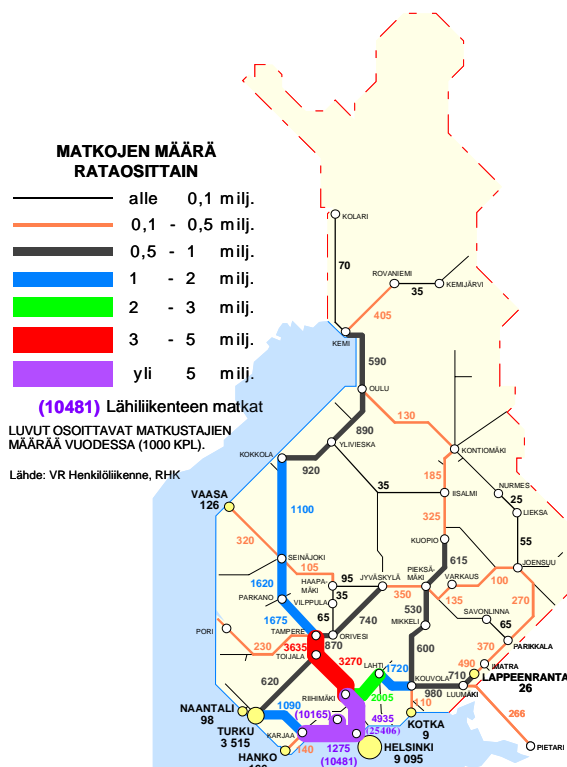 MATKOJEN MÄÄRÄ
RATAOSITTAIN
alle 0,1 milj.
0,1 - 0,5 milj.
0,5 - 1 milj.
1 - 2 milj.
2 - 3 milj.
3 - 5 milj.
yli 5 milj.
(10481) Lähiliikenteen matkat
LUVUT OSOITTAVAT MATKUSTAJIEN
MÄÄRÄÄ VUODESSA (1000 KPL).
Lähde: VR Henkilöliikenne, RHK
KOLARI
70
ROVANIEMI
35
KEMIJÄRVI
405
KEMI
590
OULU
130
890
YLIVIESKA
KONTIOMÄKI
KOKKOLA
920
185
35
IISALMI
NURMES
25
LIEKSA
VAASA
126
1100
325
320
KUOPIO
55
SEINÄJOKI
105
615
JOENSUU
HAAPA-
MÄKI
95
JYVÄSKYLÄ
PIEKSÄ-
MÄKI
VARKAUS
100
1620
350
135
270
PARKANO
VILPPULA
35
530
SAVONLINNA
1675
65
740
MIKKELI
65
PORI
TAMPERE
870
ORIVESI
PARIKKALA
230
3635
600
370
TOIJALA
3270
LAHTI
1720
490
IMATRA
620
KOUVOLA
710
LAPPEENRANTA
26
980
LUUMÄKI
RIIHIMÄKI
2005
NAANTALI
98
1090
(10165)
4935
(25406)
110
266
TURKU
3 515
KARJAA
KOTKA
9
140
1275
(10481)
HELSINKI
9 095
PIETARI
HANKO